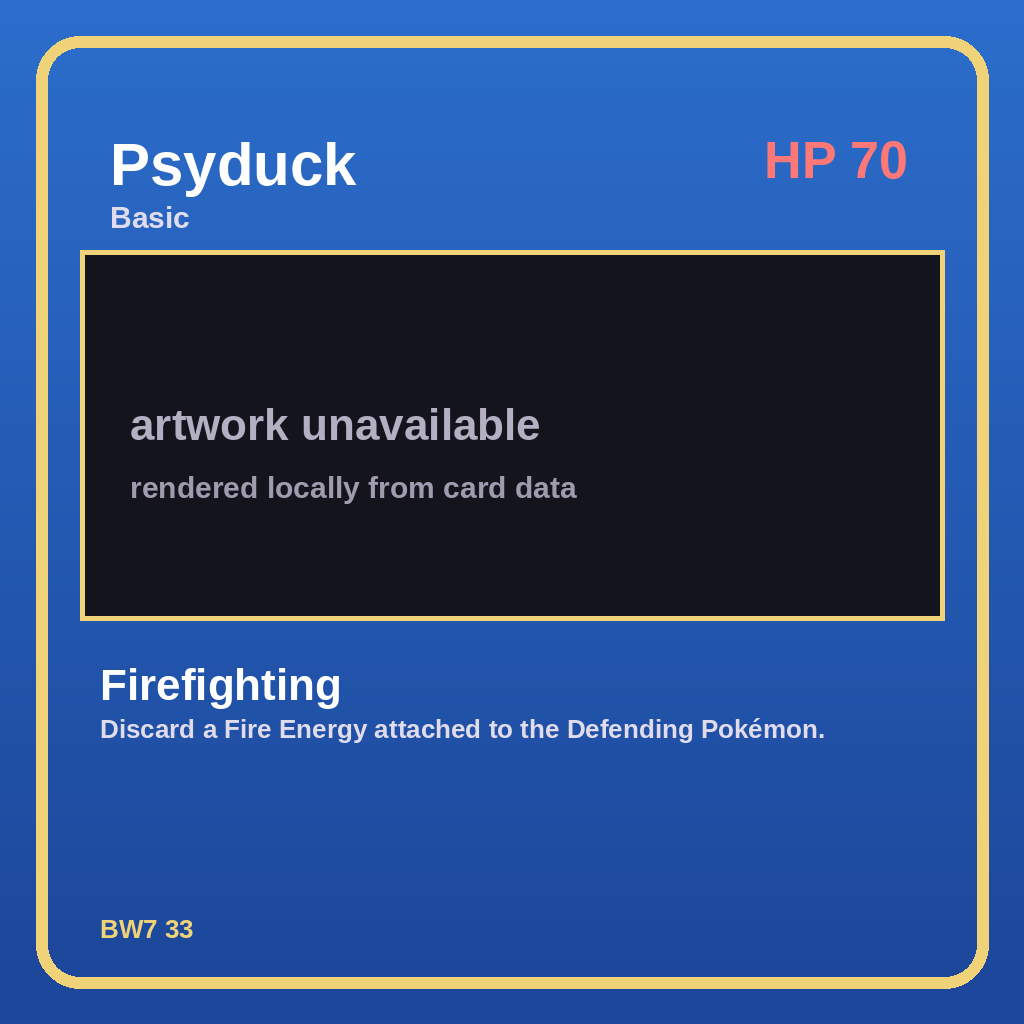 Psyduck
HP 70
Basic
artwork unavailable
rendered locally from card data
Firefighting
Discard a Fire Energy attached to the Defending Pokémon.
BW7 33